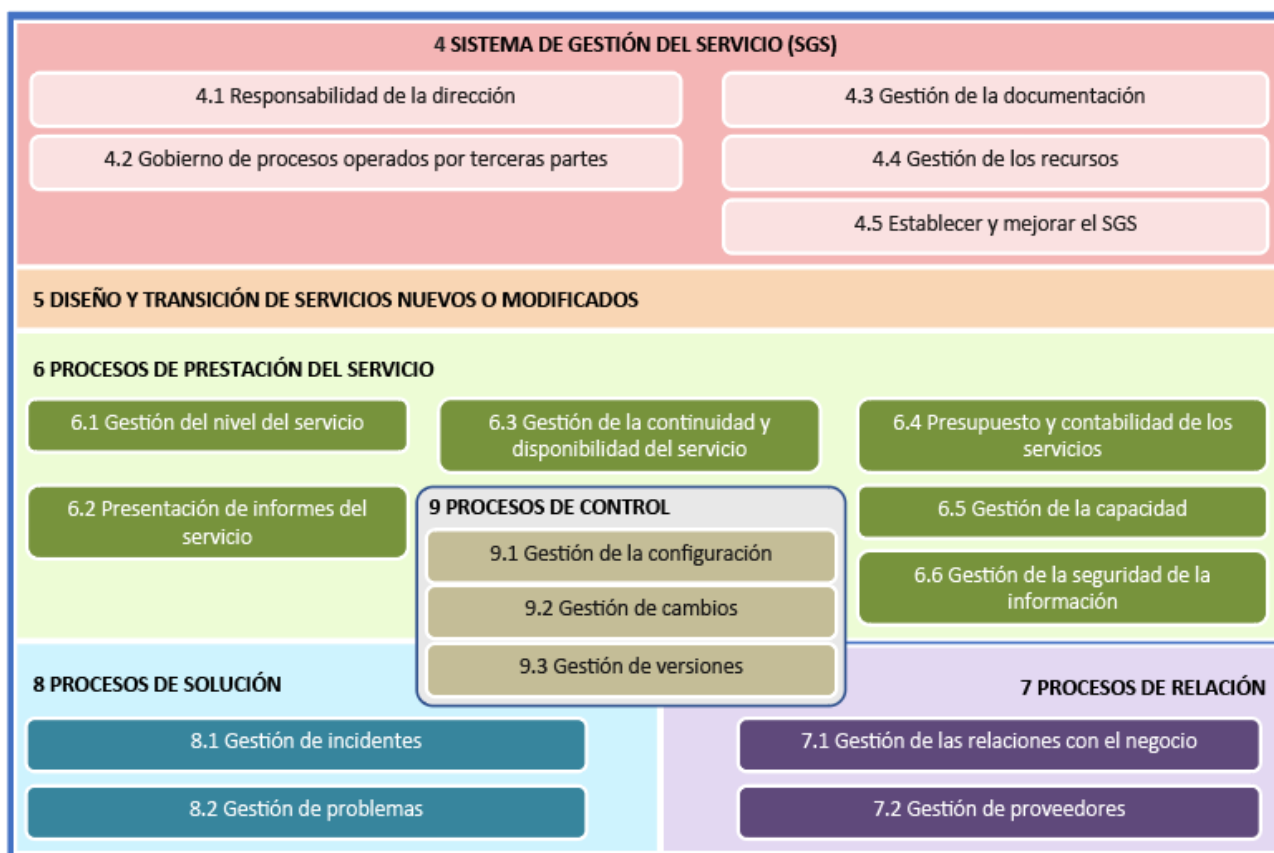 4 SISTEMA DE GESTIÓN DEL SERVICIO (SGS)
4.1 Responsabilidad de la dirección
4.2 Gobierno de procesos operados por terceras partes
4.3 Gestión de la documentación
4.4 Gestión de los recursos
4.5 Establecer y mejorar el SGS
5 DISEÑO Y TRANSICIÓN DE SERVICIOS NUEVOS O MODIFICADOS
6 PROCESOS DE PRESTACIÓN DEL SERVICIO
6.1 Gestión del nivel del servicio
6.2 Presentación de informes del
servicio
6.3 Gestión de la continuidad y
disponibilidad del servicio
6.4 Presupuesto y contabilidad de los
servicios
6.5 Gestión de la capacidad
6.6 Gestión de la seguridad de la
información
9 PROCESOS DE CONTROL
9.1 Gestión de la configuración
9.2 Gestión de cambios
9.3 Gestión de versiones
8 PROCESOS DE SOLUCIÓN
8.1 Gestión de incidentes
8.2 Gestión de problemas
7 PROCESOS DE RELACIÓN
7.1 Gestión de las relaciones con el negocio
7.2 Gestión de proveedores